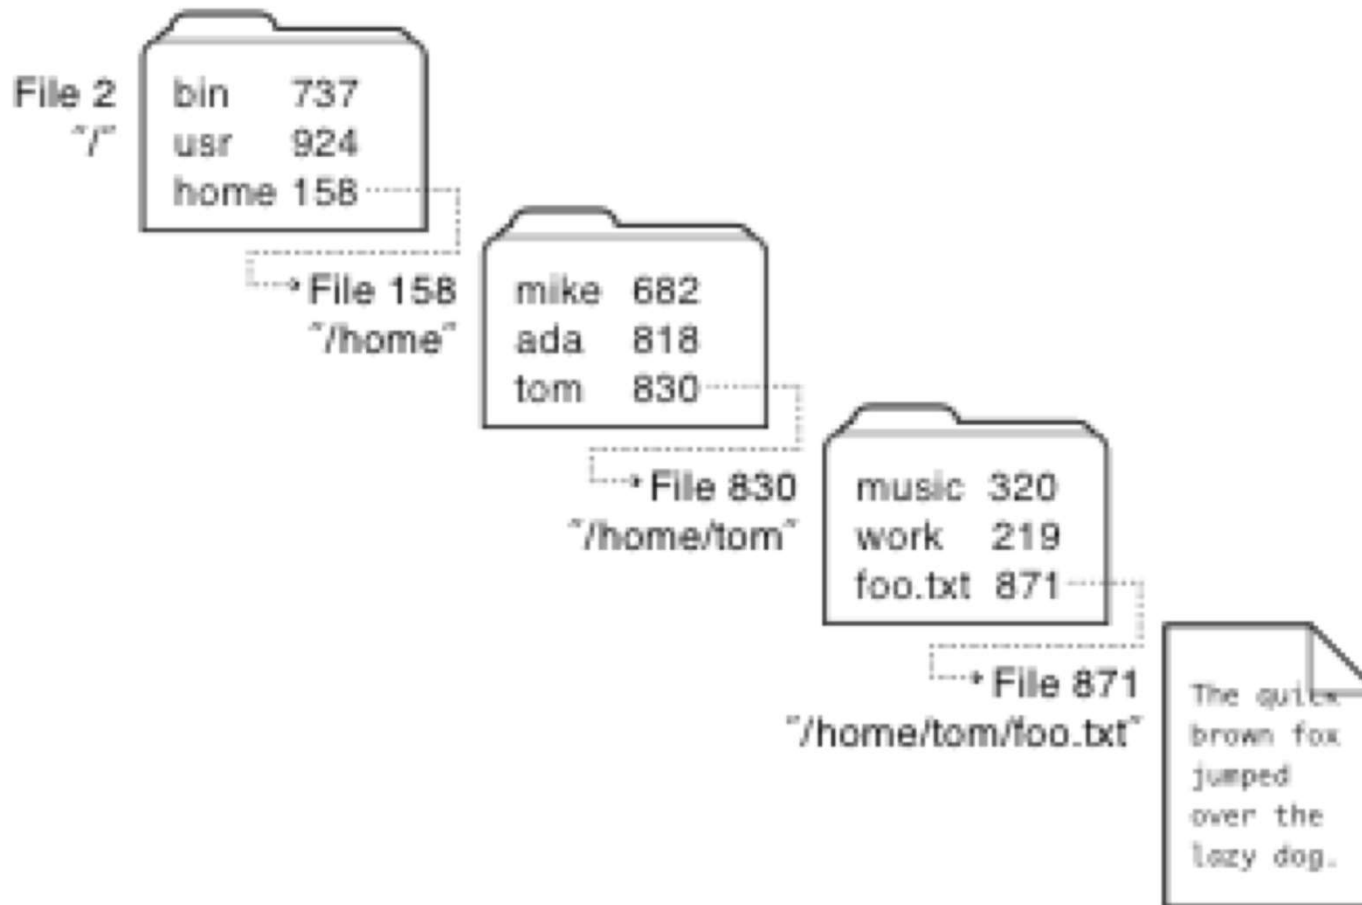 File 2
"/"
bin 737
usr 924
home 158
File 158
"/home"
mike 682
ada 818
tom 830
File 830
"/home/tom"
music 320
work 219
foo.txt 871
File 871
"/home/tom/foo.txt"
The quick
brown fox
jumped
over the
lazy dog.